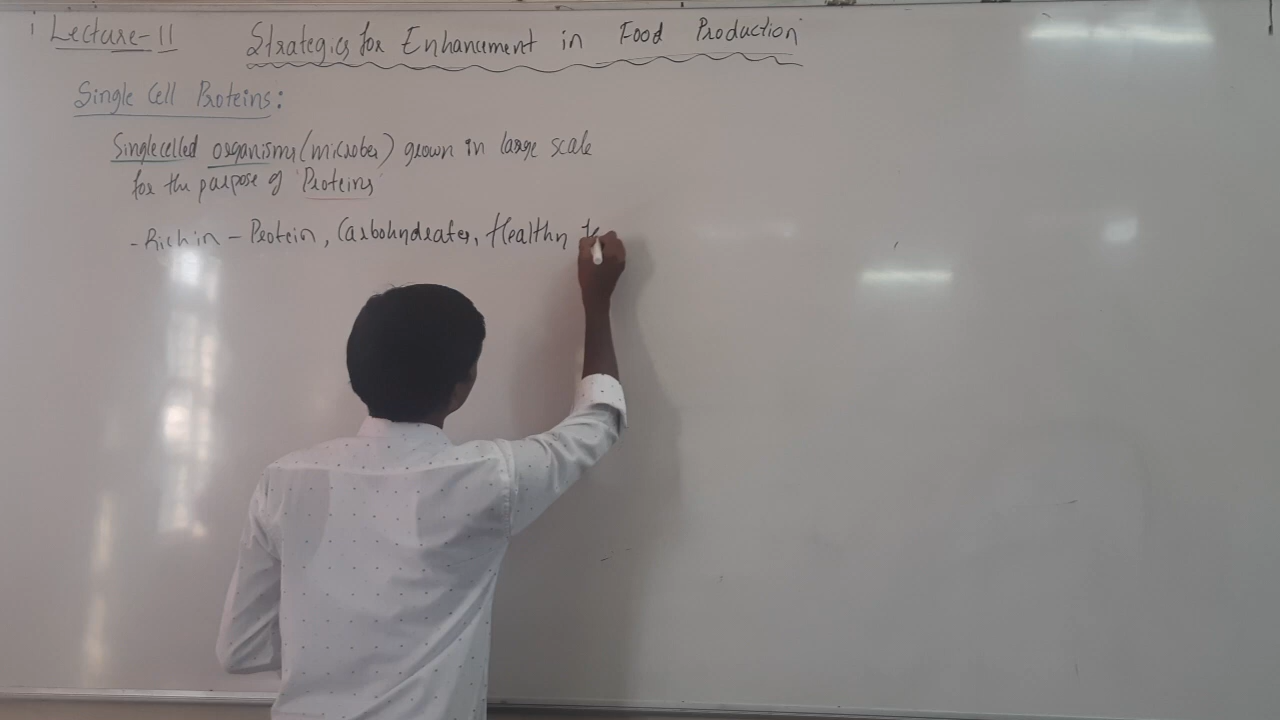 Lecture-11
Strategies for Enhancement in Food Production
Single Cell Proteins:
Singlecelled organisms (microbes) grown in large scale
for the purpose of 'Proteins'
- Rich in - Protein, Carbohydrates, Healthy